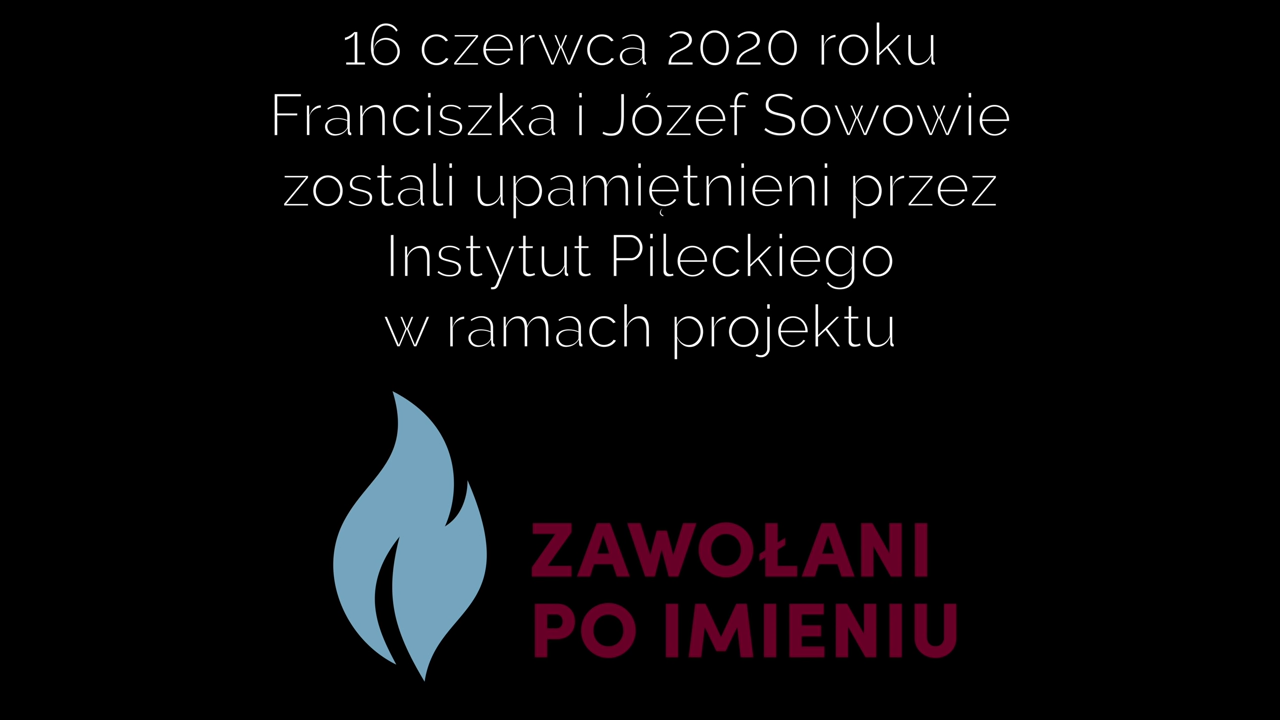 16 czerwca 2020 roku
Franciszka i Józef Sowowie
zostali upamiętnieni przez
Instytut Pileckiego
w ramach projektu
ZAWOŁANI
PO IMIENIU